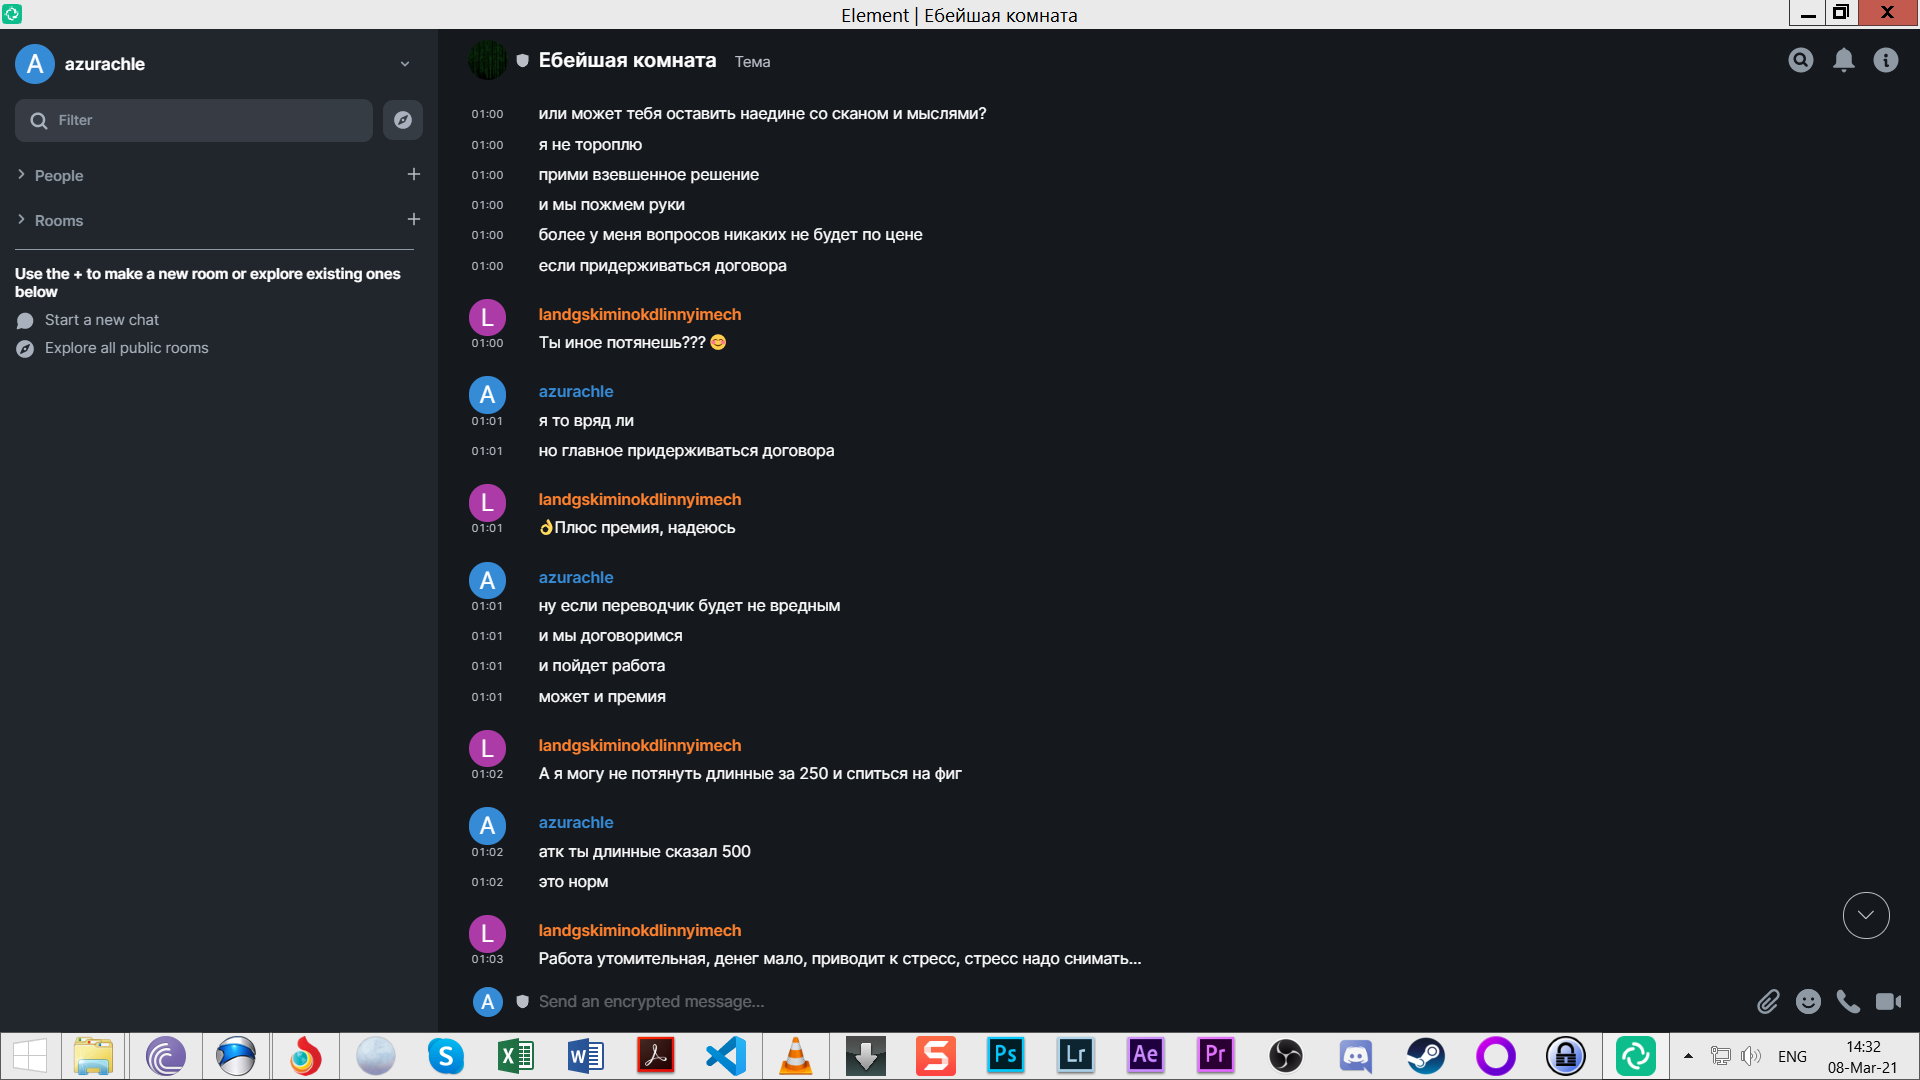 Element | Ебейшая комната
A
azurachle
Filter
People
Rooms
Use the + to make a new room or explore existing ones
below
Start a new chat
Explore all public rooms
Ебейшая комната
Тема
01:00 или может тебя оставить наедине со сканом и мыслями?
01:00 я не тороплю
01:00 прими взевшенное решение
01:00 и мы пожмем руки
01:00 более у меня вопросов никаких не будет по цене
01:00 если придерживаться договора
L landgskiminokdlinnyimech
01:00 Ты иное потянешь??? 😊
A azurachle
01:01 я то вряд ли
01:01 но главное придерживаться договора
L landgskiminokdlinnyimech
01:01 👌Плюс премия, надеюсь
A azurachle
01:01 ну если переводчик будет не вредным
01:01 и мы договоримся
01:01 и пойдет работа
01:01 может и премия
L landgskiminokdlinnyimech
01:02 А я могу не потянуть длинные за 250 и спиться на фиг
A azurachle
01:02 атк ты длинные сказал 500
01:02 это норм
L landgskiminokdlinnyimech
01:03 Работа утомительная, денег мало, приводит к стресс, стресс надо снимать...
A Send an encrypted message...
Ps
Lr
Ae
Pr
ENG
14:32
08-Mar-21